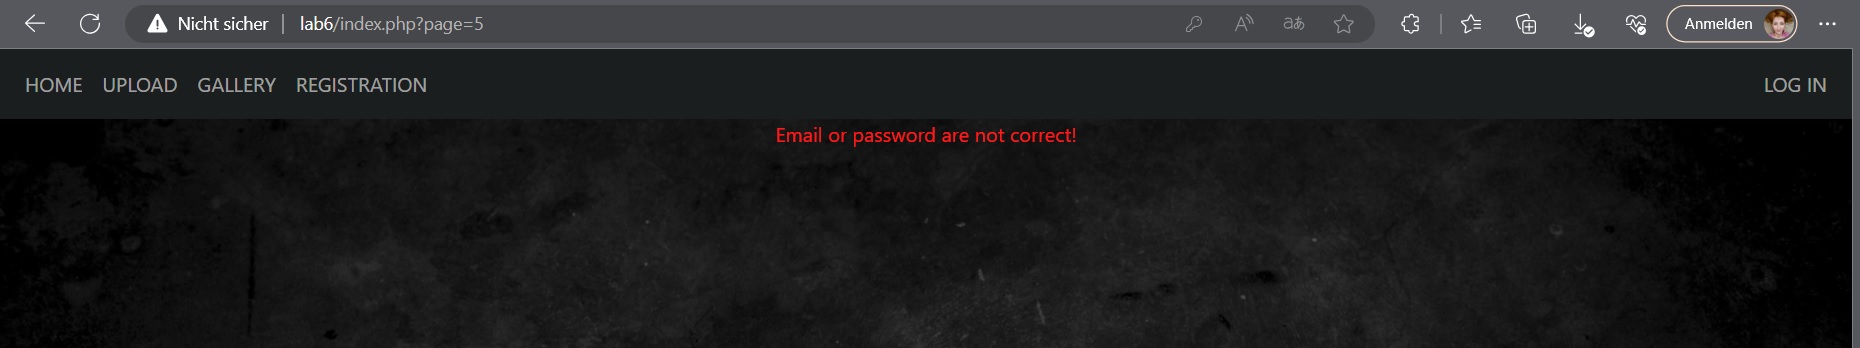 Nicht sicher | lab6/index.php?page=5 Anmelden
HOME UPLOAD GALLERY REGISTRATION LOG IN
Email or password are not correct!